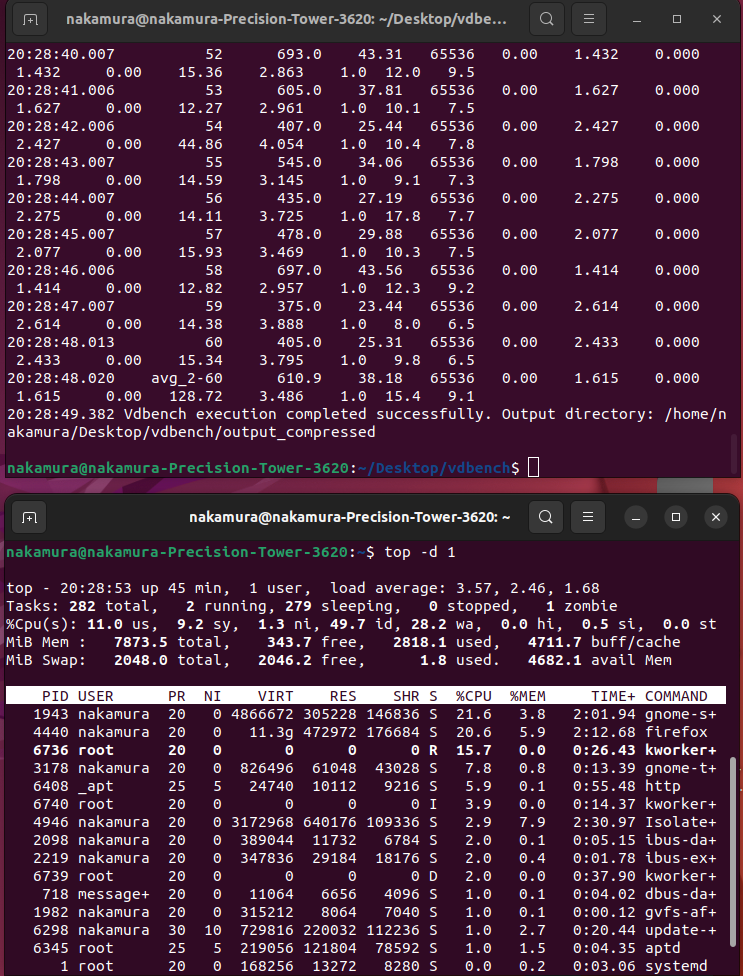 nakamura@nakamura-Precision-Tower-3620: ~/Desktop/vdbe...
20:28:40.007 52 693.0 43.31 65536 0.00 1.432 0.000
1.432 0.00 15.36 2.863 1.0 12.0 9.5
20:28:41.006 53 605.0 37.81 65536 0.00 1.627 0.000
1.627 0.00 12.27 2.961 1.0 10.1 7.5
20:28:42.006 54 407.0 25.44 65536 0.00 2.427 0.000
2.427 0.00 44.86 4.054 1.0 10.4 7.8
20:28:43.007 55 545.0 34.06 65536 0.00 1.798 0.000
1.798 0.00 14.59 3.145 1.0 9.1 7.3
20:28:44.007 56 435.0 27.19 65536 0.00 2.275 0.000
2.275 0.00 14.11 3.725 1.0 17.8 7.7
20:28:45.007 57 478.0 29.88 65536 0.00 2.077 0.000
2.077 0.00 15.93 3.469 1.0 10.3 7.5
20:28:46.006 58 697.0 43.56 65536 0.00 1.414 0.000
1.414 0.00 12.82 2.957 1.0 12.3 9.2
20:28:47.007 59 375.0 23.44 65536 0.00 2.614 0.000
2.614 0.00 14.38 3.888 1.0 8.0 6.5
20:28:48.013 60 405.0 25.31 65536 0.00 2.433 0.000
2.433 0.00 15.34 3.795 1.0 9.8 6.5
20:28:48.020 avg_2-60 610.9 38.18 65536 0.00 1.615 0.000
1.615 0.00 128.72 3.486 1.0 15.4 9.1
20:28:49.382 Vdbench execution completed successfully. Output directory: /home/n
akamura/Desktop/vdbench/output_compressed
nakamura@nakamura-Precision-Tower-3620:~/Desktop/vdbench$
nakamura@nakamura-Precision-Tower-3620: ~
nakamura@nakamura-Precision-Tower-3620:~$ top -d 1
top - 20:28:53 up 45 min, 1 user, load average: 3.57, 2.46, 1.68
Tasks: 282 total, 2 running, 279 sleeping, 0 stopped, 1 zombie
%Cpu(s): 11.0 us, 9.2 sy, 1.3 ni, 49.7 id, 28.2 wa, 0.0 hi, 0.5 si, 0.0 st
MiB Mem : 7873.5 total, 343.7 free, 2818.1 used, 4711.7 buff/cache
MiB Swap: 2048.0 total, 2046.2 free, 1.8 used. 4682.1 avail Mem
PID USER PR NI VIRT RES SHR S %CPU %MEM TIME+ COMMAND
1943 nakamura 20 0 4866672 305228 146836 S 21.6 3.8 2:01.94 gnome-s+
4440 nakamura 20 0 11.3g 472972 176684 S 20.6 5.9 2:12.68 firefox
6736 root 20 0 0 0 0 R 15.7 0.0 0:26.43 kworker+
3178 nakamura 20 0 826496 61048 43028 S 7.8 0.8 0:13.39 gnome-t+
6408 _apt 25 5 24740 10112 9216 S 5.9 0.1 0:55.48 http
6740 root 20 0 0 0 0 I 3.9 0.0 0:14.37 kworker+
4946 nakamura 20 0 3172968 640176 109336 S 2.9 7.9 2:30.97 Isolate+
2098 nakamura 20 0 389044 11732 6784 S 2.0 0.1 0:05.15 ibus-da+
2219 nakamura 20 0 347836 29184 18176 S 2.0 0.4 0:01.78 ibus-ex+
6739 root 20 0 0 0 0 D 2.0 0.0 0:37.90 kworker+
718 message+ 20 0 11064 6656 4096 S 1.0 0.1 0:04.02 dbus-da+
1982 nakamura 20 0 315212 8064 7040 S 1.0 0.1 0:00.12 gvfs-af+
6298 nakamura 30 10 729816 220032 112236 S 1.0 2.7 0:20.44 update-+
6345 root 25 5 219056 121804 78592 S 1.0 1.5 0:04.35 aptd
1 root 20 0 168256 13272 8280 S 0.0 0.2 0:03.06 systemd